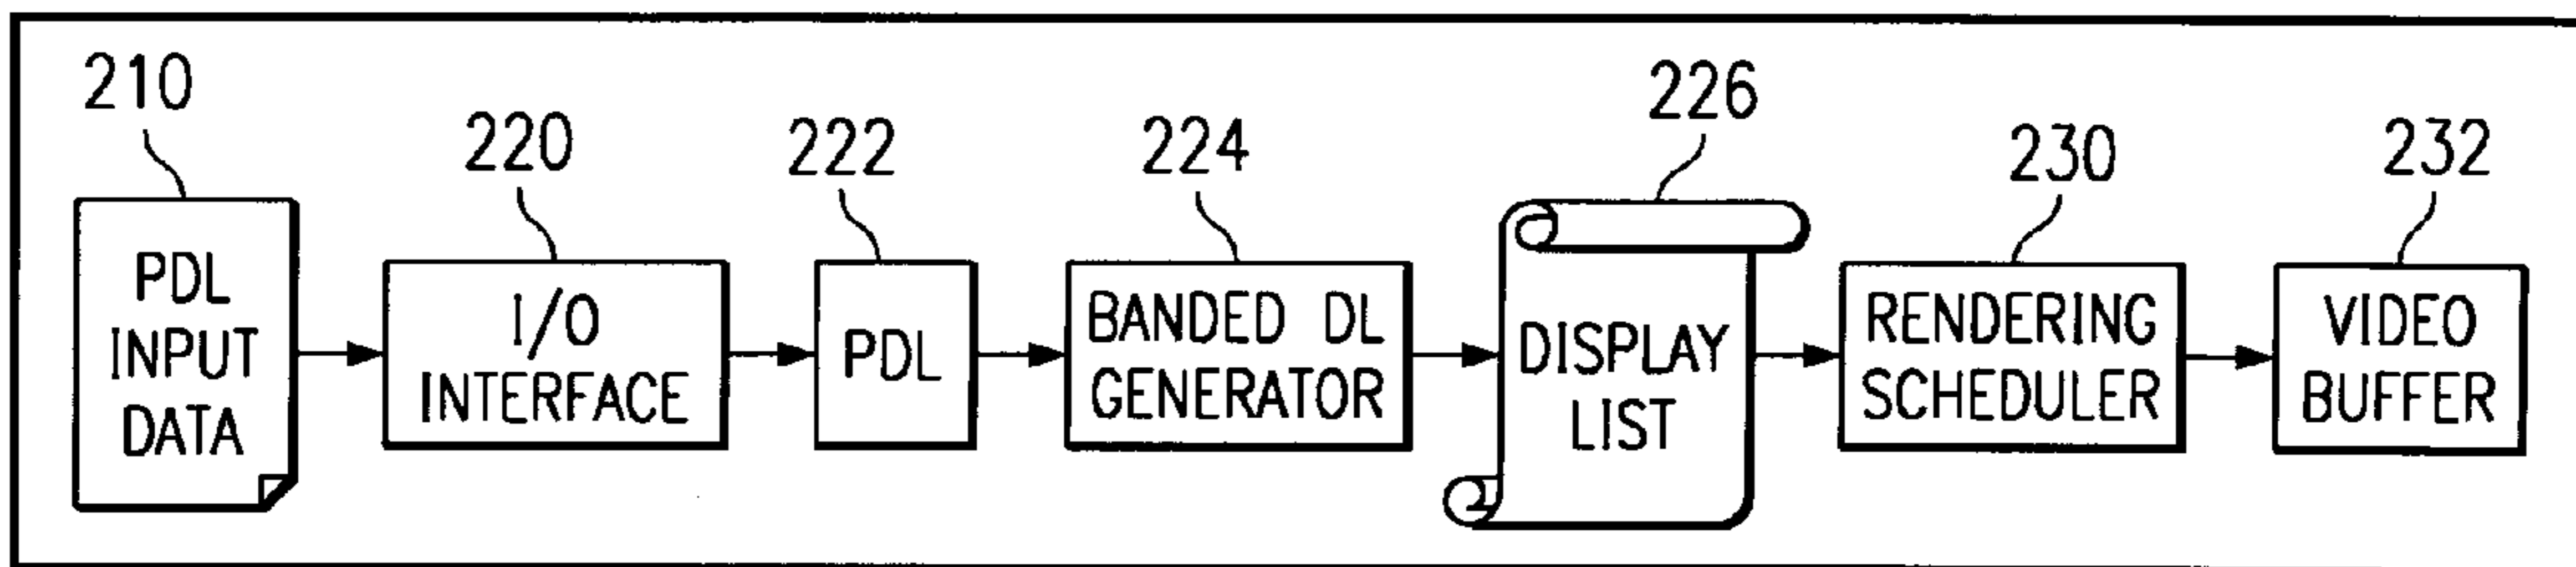 210
220
222
224
226
230
232
PDL
INPUT
DATA
I/O
INTERFACE
PDL
BANDED DL
GENERATOR
DISPLAY
LIST
RENDERING
SCHEDULER
VIDEO
BUFFER